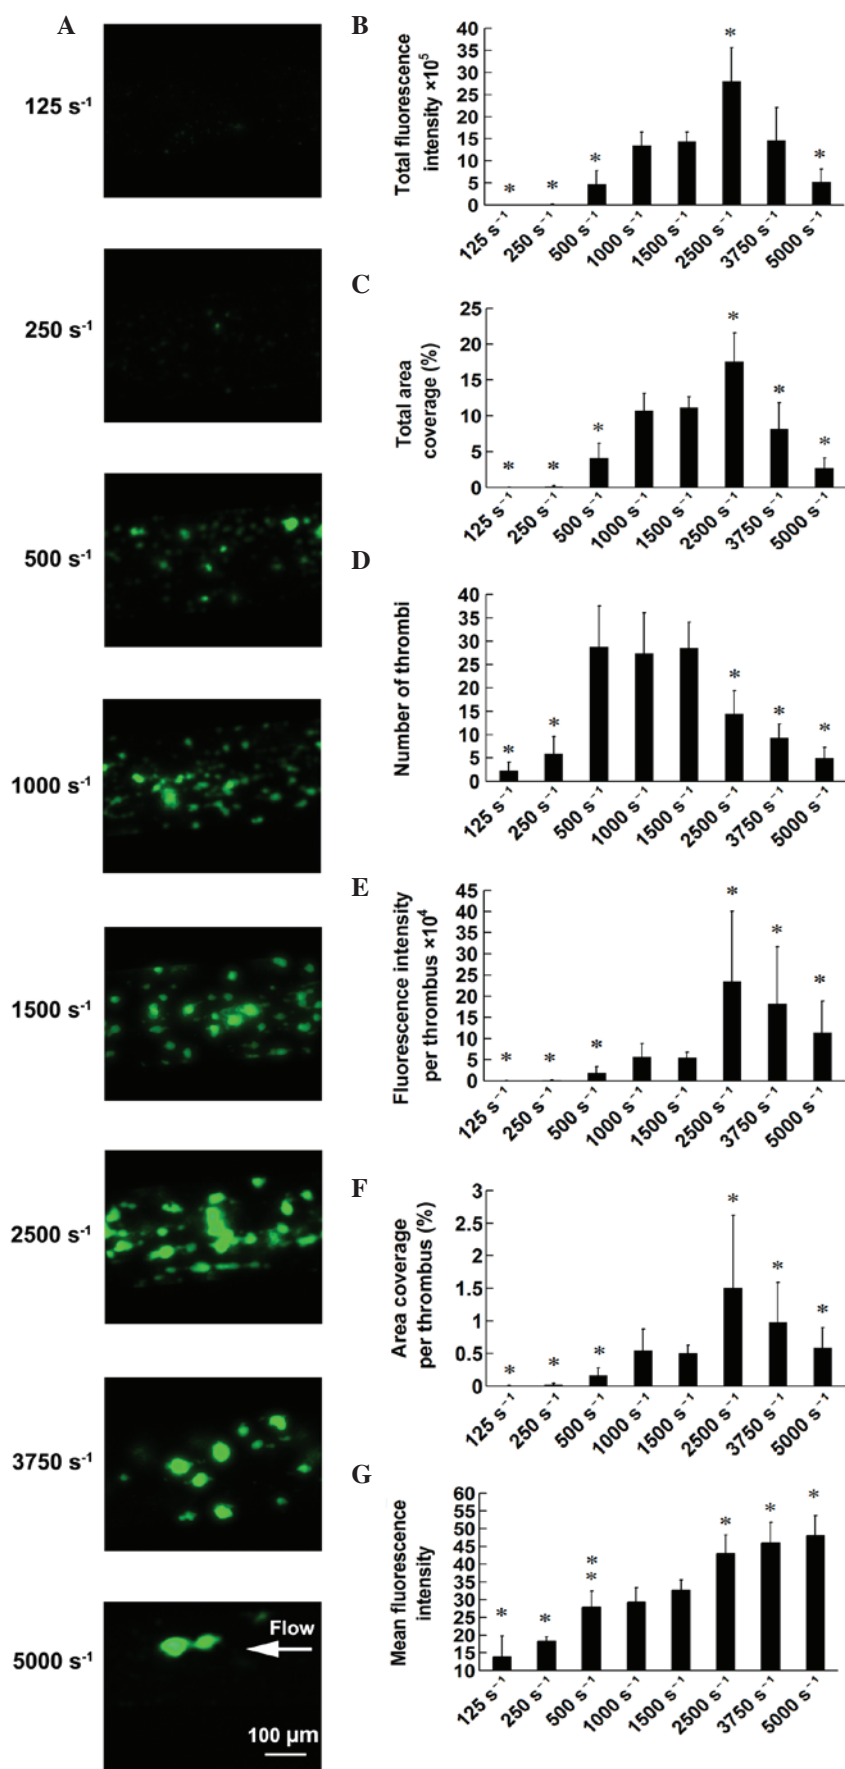 A
125 s⁻¹
250 s⁻¹
500 s⁻¹
1000 s⁻¹
1500 s⁻¹
2500 s⁻¹
3750 s⁻¹
5000 s⁻¹
Flow
100 µm
B
Total fluorescence
intensity ×10⁵
40
35
30
25
20
15
10
5
0
* * * * *
125 s⁻¹ 250 s⁻¹ 500 s⁻¹ 1000 s⁻¹ 1500 s⁻¹ 2500 s⁻¹ 3750 s⁻¹ 5000 s⁻¹
C
Total area
coverage (%)
25
20
15
10
5
0
* * * * * *
125 s⁻¹ 250 s⁻¹ 500 s⁻¹ 1000 s⁻¹ 1500 s⁻¹ 2500 s⁻¹ 3750 s⁻¹ 5000 s⁻¹
D
Number of thrombi
40
35
30
25
20
15
10
5
0
* * * * *
125 s⁻¹ 250 s⁻¹ 500 s⁻¹ 1000 s⁻¹ 1500 s⁻¹ 2500 s⁻¹ 3750 s⁻¹ 5000 s⁻¹
E
Fluorescence intensity
per thrombus ×10⁴
45
40
35
30
25
20
15
10
5
0
* * * * * *
125 s⁻¹ 250 s⁻¹ 500 s⁻¹ 1000 s⁻¹ 1500 s⁻¹ 2500 s⁻¹ 3750 s⁻¹ 5000 s⁻¹
F
Area coverage
per thrombus (%)
3
2.5
2
1.5
1
0.5
0
* * * * * *
125 s⁻¹ 250 s⁻¹ 500 s⁻¹ 1000 s⁻¹ 1500 s⁻¹ 2500 s⁻¹ 3750 s⁻¹ 5000 s⁻¹
G
Mean fluorescence
intensity
60
55
50
45
40
35
30
25
20
15
10
* * ** * * *
125 s⁻¹ 250 s⁻¹ 500 s⁻¹ 1000 s⁻¹ 1500 s⁻¹ 2500 s⁻¹ 3750 s⁻¹ 5000 s⁻¹